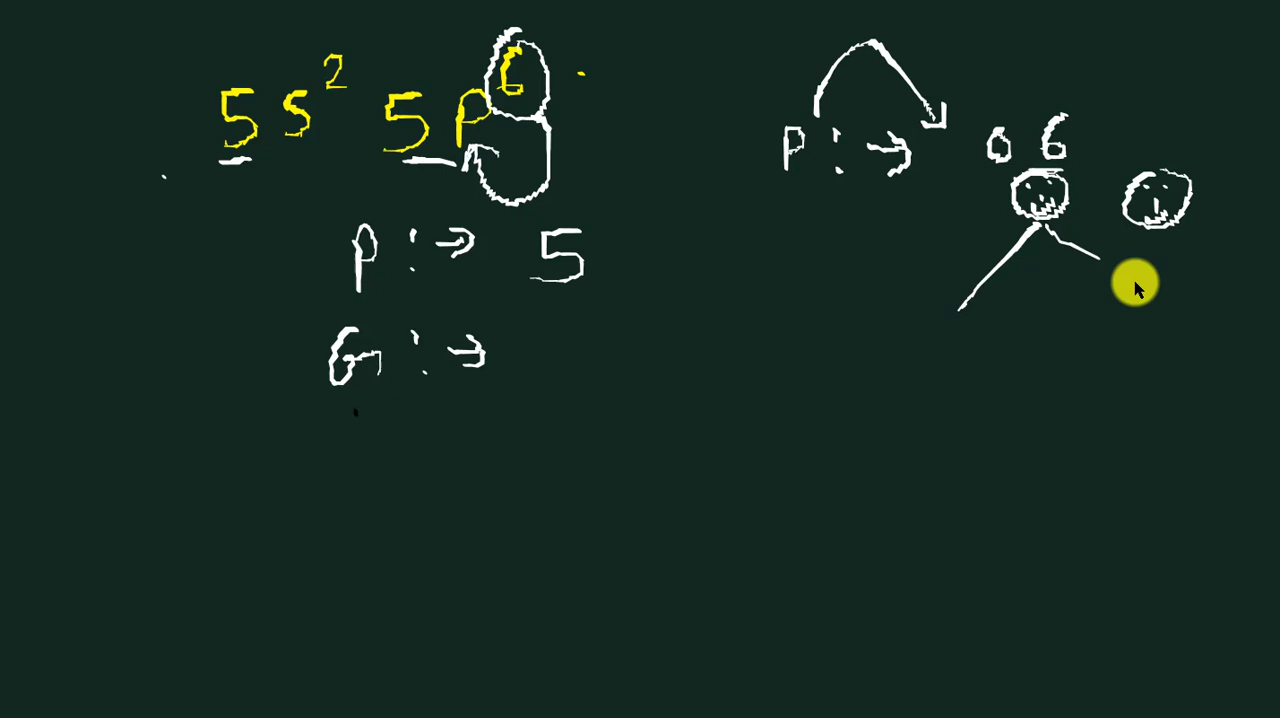 5s² 5p⁶
p : → 5
G : →
p : → 06